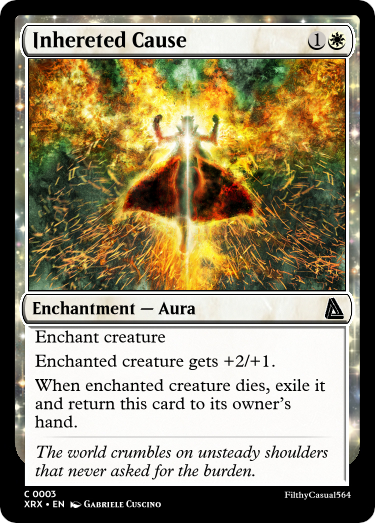 Inhereted Cause 1
Enchantment — Aura
Enchant creature
Enchanted creature gets +2/+1.
When enchanted creature dies, exile it
and return this card to its owner's
hand.
The world crumbles on unsteady shoulders
that never asked for the burden.
C 0003
XRX • EN Gabriele Cuscino
FilthyCasual564